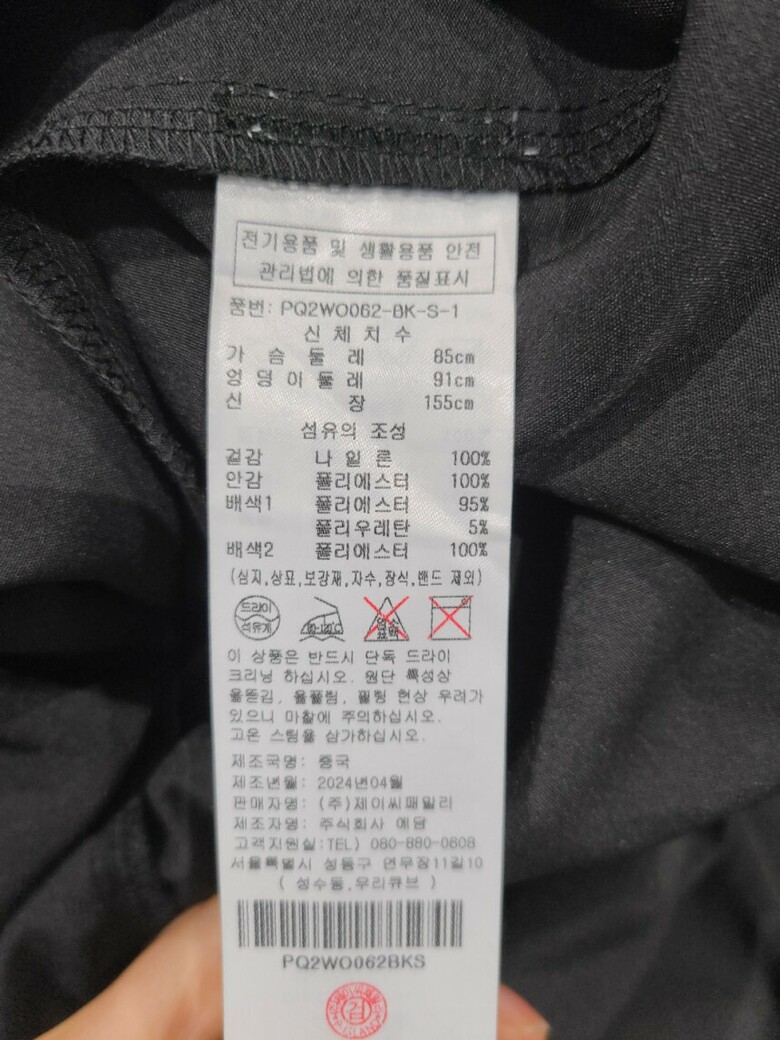 전기용품 및 생활용품 안전
관리법에 의한 품질표시
품번: PQ2WO062-BK-S-1
신체치수
가슴둘레 85cm
엉덩이둘레 91cm
신장 155cm
섬유의 조성
겉감 나일론 100%
안감 폴리에스터 100%
배색1 폴리에스터 95%
폴리우레탄 5%
배색2 폴리에스터 100%
(심지,상표,보강재,자수,장식,밴드 제외)
드라이
석유계
80-120℃
이 상품은 반드시 단독 드라이
크리닝 하십시오. 원단 특성상
올뜯김, 올풀림, 필링 현상 우려가
있으니 마찰에 주의하십시오.
고온 스팀을 삼가하십시오.
제조국명: 중국
제조년월: 2024년04월
판매자명: (주)제이씨패밀리
제조자명: 주식회사 에담
고객지원실:TEL) 080-880-0808
서울특별시 성동구 연무장11길10
( 성수동,우리큐브 )
PQ2WO062BKS
검